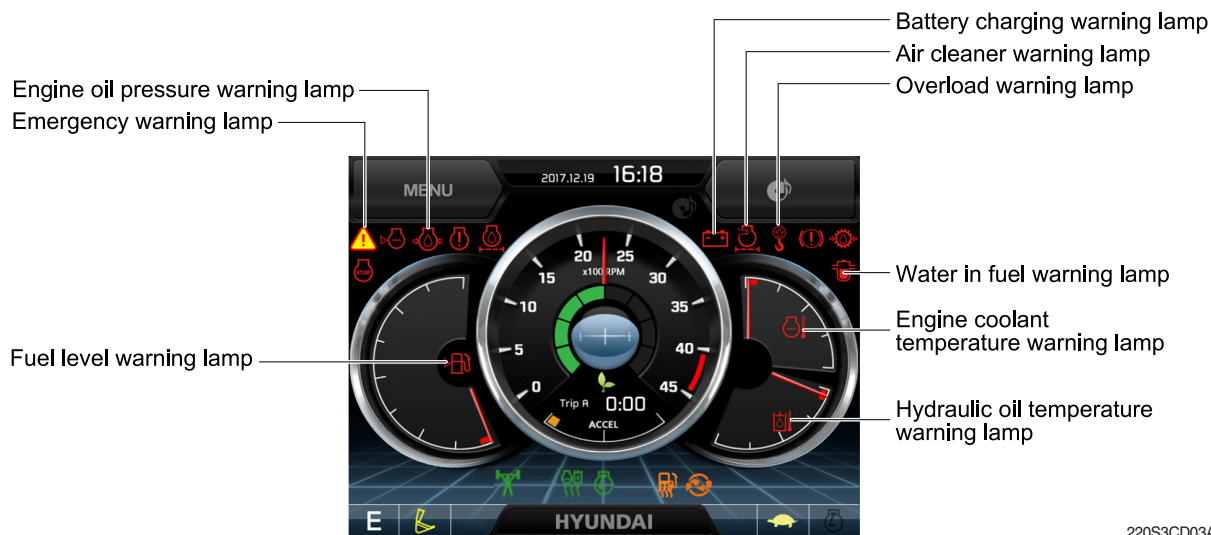 Battery charging warning lamp
Air cleaner warning lamp
Overload warning lamp
Engine oil pressure warning lamp
Emergency warning lamp
MENU
2017.12.19 16:18
STOP
Water in fuel warning lamp
Engine coolant
temperature warning lamp
Fuel level warning lamp
Hydraulic oil temperature
warning lamp
0
5
10
15
20
25
30
35
40
45
x100 RPM
Trip A 0:00
ACCEL
E
HYUNDAI
220S3CD03A